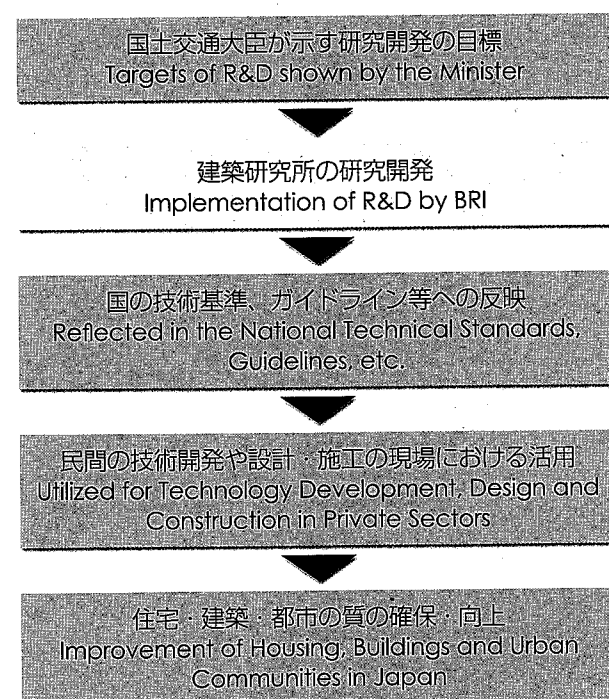 国土交通大臣が示す研究開発の目標
Targets of R&D shown by the Minister
建築研究所の研究開発
Implementation of R&D by BRI
国の技術基準、ガイドライン等への反映
Reflected in the National Technical Standards,
Guidelines, etc.
民間の技術開発や設計・施工の現場における活用
Utilized for Technology Development, Design and
Construction in Private Sectors
住宅・建築・都市の質の確保・向上
Improvement of Housing, Buildings and Urban
Communities in Japan